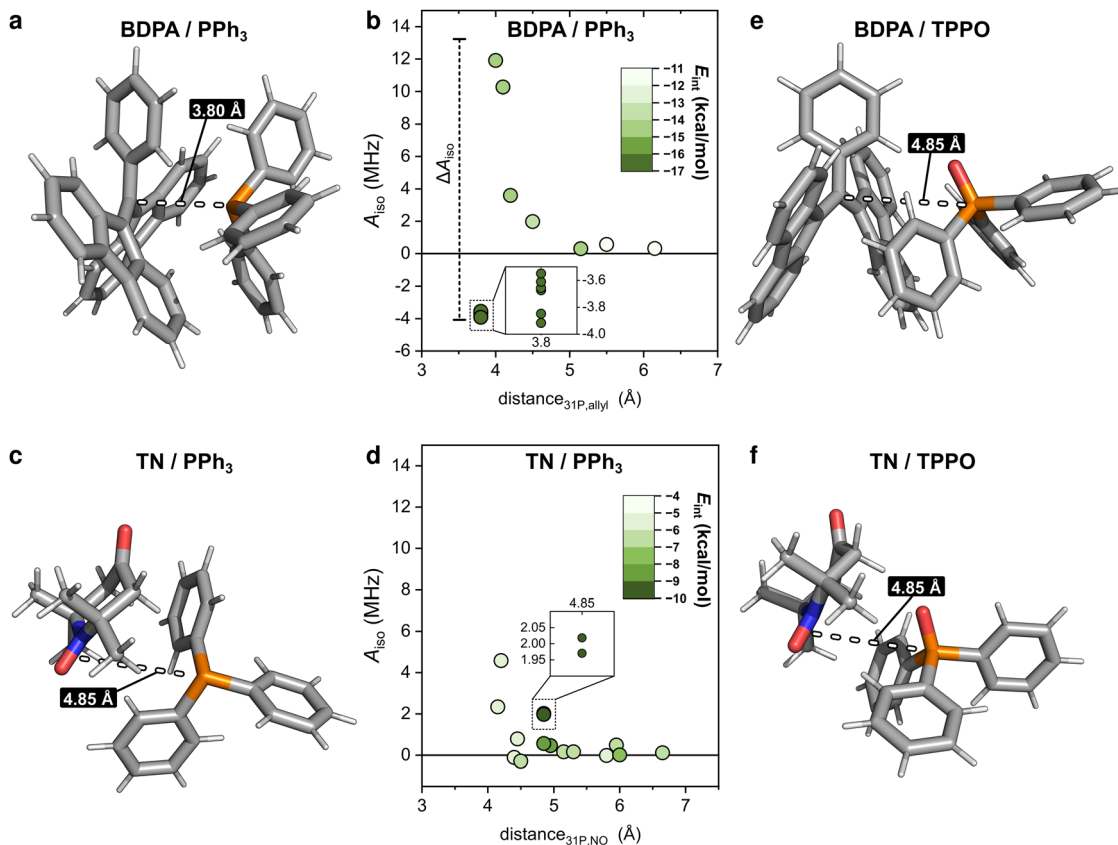 a
BDPA / PPh3
3.80 Å
b
BDPA / PPh3
14
12
10
8
6
4
2
0
-2
-4
-6
Aiso (MHz)
ΔAiso
−11
−12
−13
−14
−15
−16
−17
Eint (kcal/mol)
-3.6
-3.8
-4.0
3.8
3
4
5
6
7
distance31P,allyl (Å)
e
BDPA / TPPO
4.85 Å
c
TN / PPh3
4.85 Å
d
TN / PPh3
14
12
10
8
6
4
2
0
Aiso (MHz)
−4
−5
−6
−7
−8
−9
−10
Eint (kcal/mol)
4.85
2.05
2.00
1.95
3
4
5
6
7
distance31P,NO (Å)
f
TN / TPPO
4.85 Å